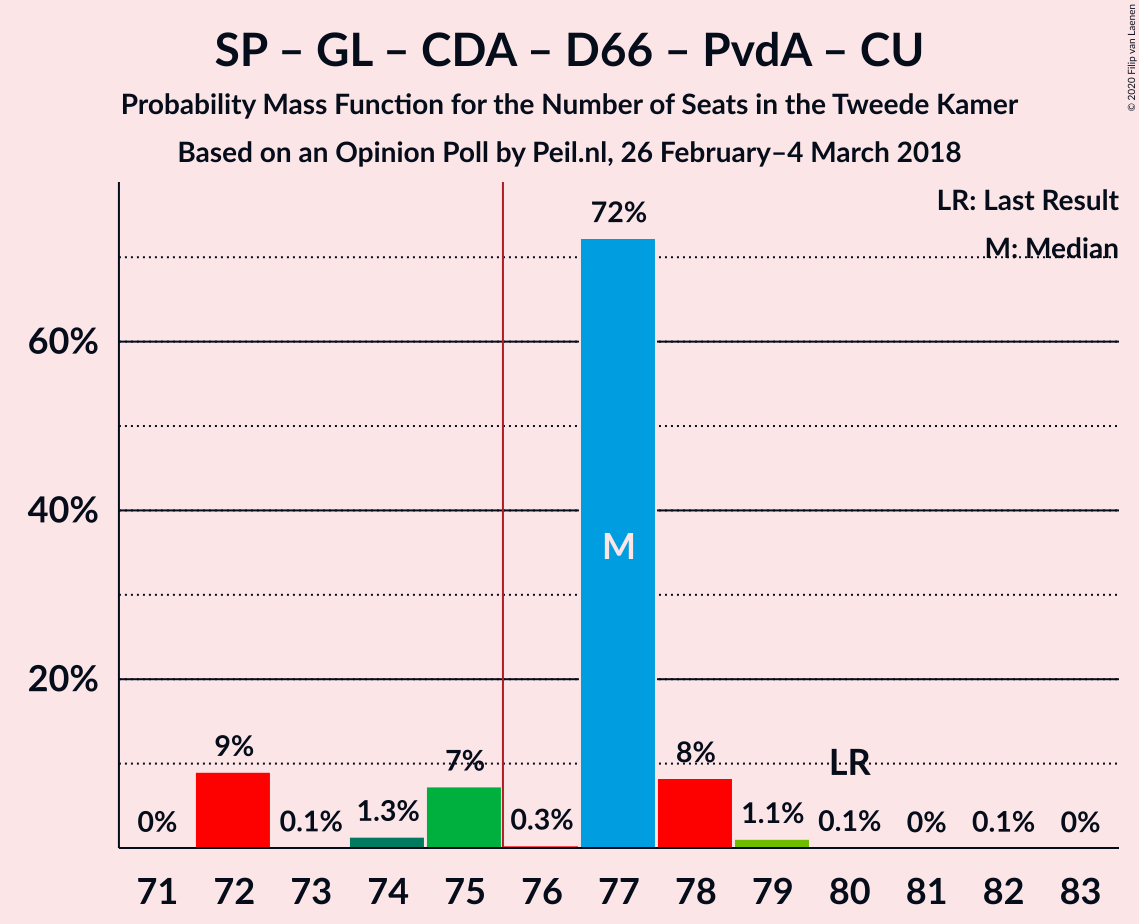 SP – GL – CDA – D66 – PvdA – CU
Probability Mass Function for the Number of Seats in the Tweede Kamer
Based on an Opinion Poll by Peil.nl, 26 February–4 March 2018
© 2020 Filip van Laenen
LR: Last Result
M: Median
72%
60%
40%
M
20%
9%
7%
8%
LR
0%
0.1%
1.3%
0.3%
1.1%
0.1%
0%
0.1%
0%
71 72 73 74 75 76 77 78 79 80 81 82 83